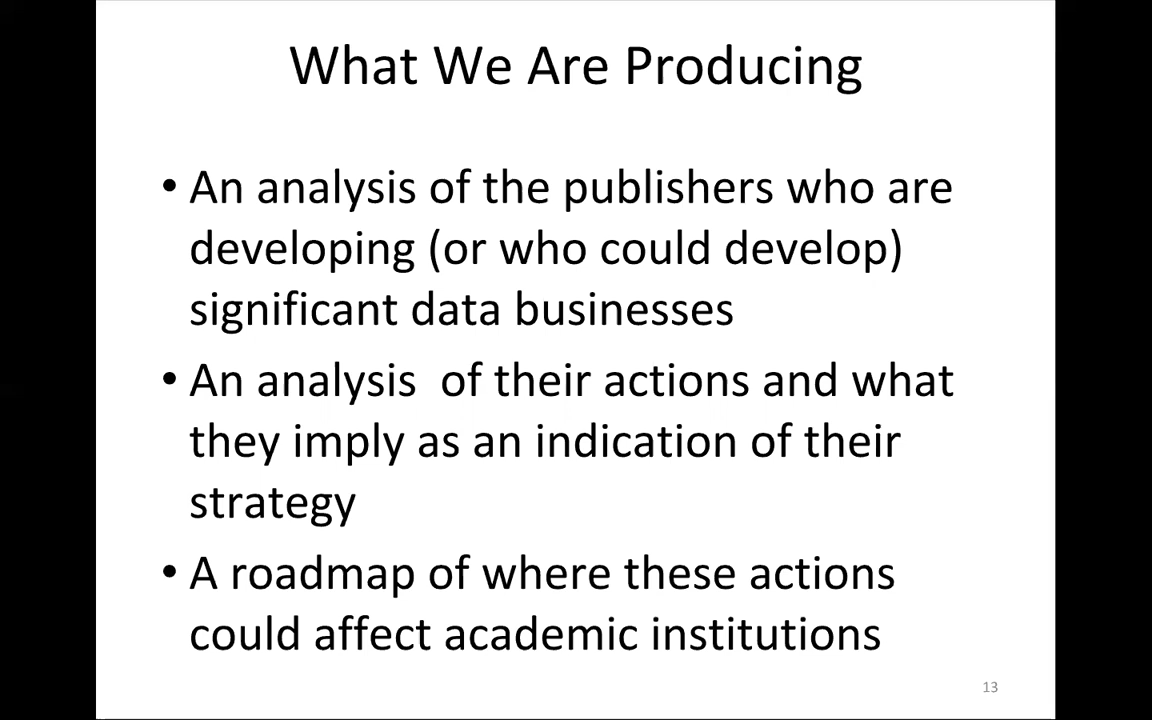 What We Are Producing
• An analysis of the publishers who are
developing (or who could develop)
significant data businesses
• An analysis  of their actions and what
they imply as an indication of their
strategy
• A roadmap of where these actions
could affect academic institutions
13